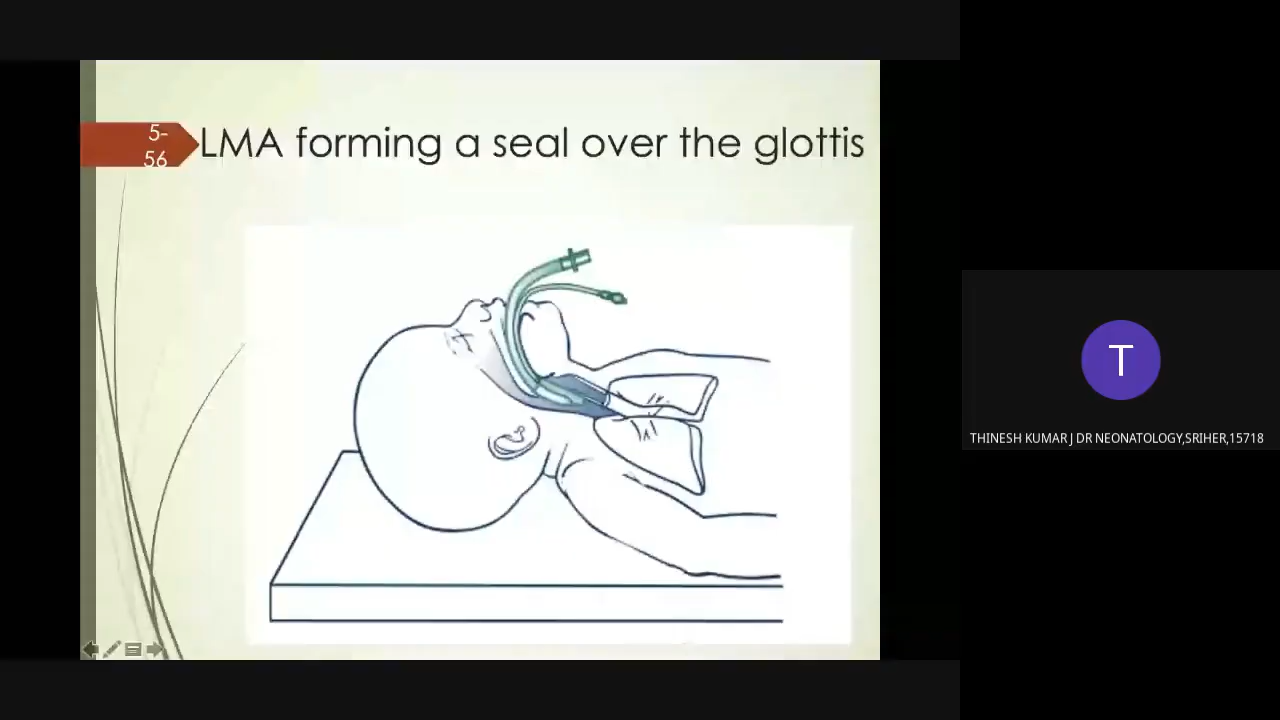 5-
56
LMA forming a seal over the glottis
T
THINESH KUMAR J DR NEONATOLOGY,SRIHER,15718